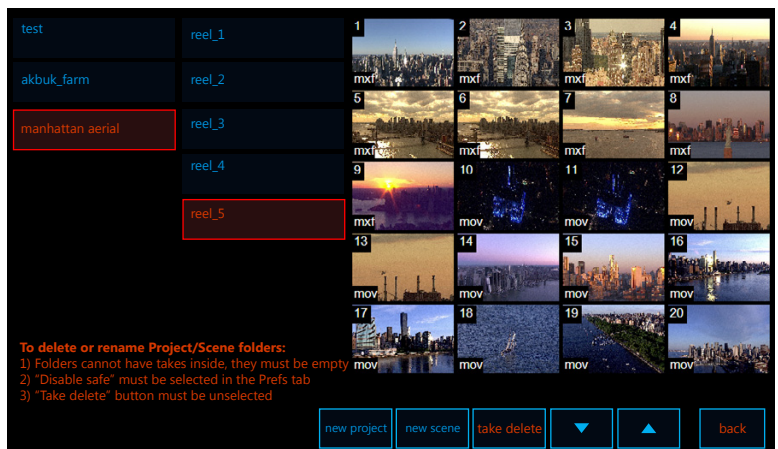 test
akbuk_farm
manhattan aerial
reel_1
reel_2
reel_3
reel_4
reel_5
1 2 3 4
mxf mxf mxf mxf
5 6 7 8
mxf mxf mxf mxf
9 10 11 12
mxf mov mov mov
13 14 15 16
mov mov mov mov
17 18 19 20
mov mov mov mov
To delete or rename Project/Scene folders:
1) Folders cannot have takes inside, they must be empty
2) “Disable safe” must be selected in the Prefs tab
3) “Take delete” button must be unselected
new project new scene take delete back